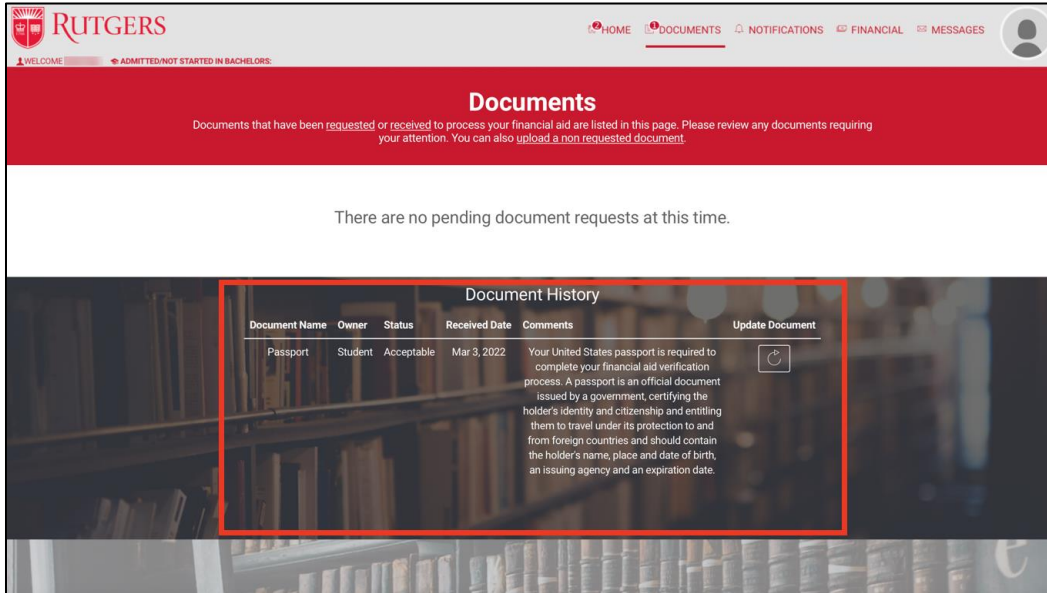 RUTGERS
2 HOME 1 DOCUMENTS NOTIFICATIONS FINANCIAL MESSAGES
WELCOME ADMITTED/NOT STARTED IN BACHELORS:
Documents
Documents that have been requested or received to process your financial aid are listed in this page. Please review any documents requiring
your attention. You can also upload a non requested document.
There are no pending document requests at this time.
Document History
Document Name Owner Status Received Date Comments Update Document
Passport Student Acceptable Mar 3, 2022 Your United States passport is required to
complete your financial aid verification
process. A passport is an official document
issued by a government, certifying the
holder's identity and citizenship and entitling
them to travel under its protection to and
from foreign countries and should contain
the holder's name, place and date of birth,
an issuing agency and an expiration date.